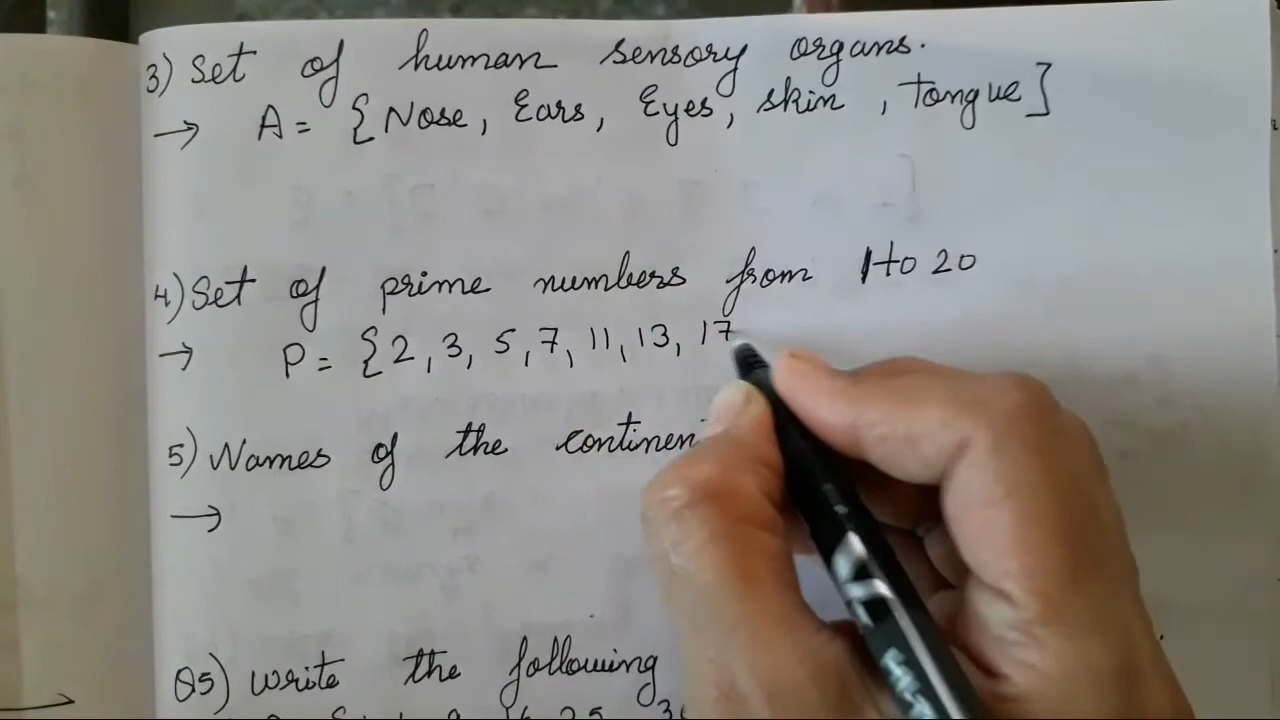 3) Set of human sensory organs.
→ A = {Nose, Ears, Eyes, skin , tongue]
4) Set of prime numbers from 1 to 20
→ P = {2, 3, 5, 7, 11, 13, 17
5) Names of the continen
→
Q5) Write the following